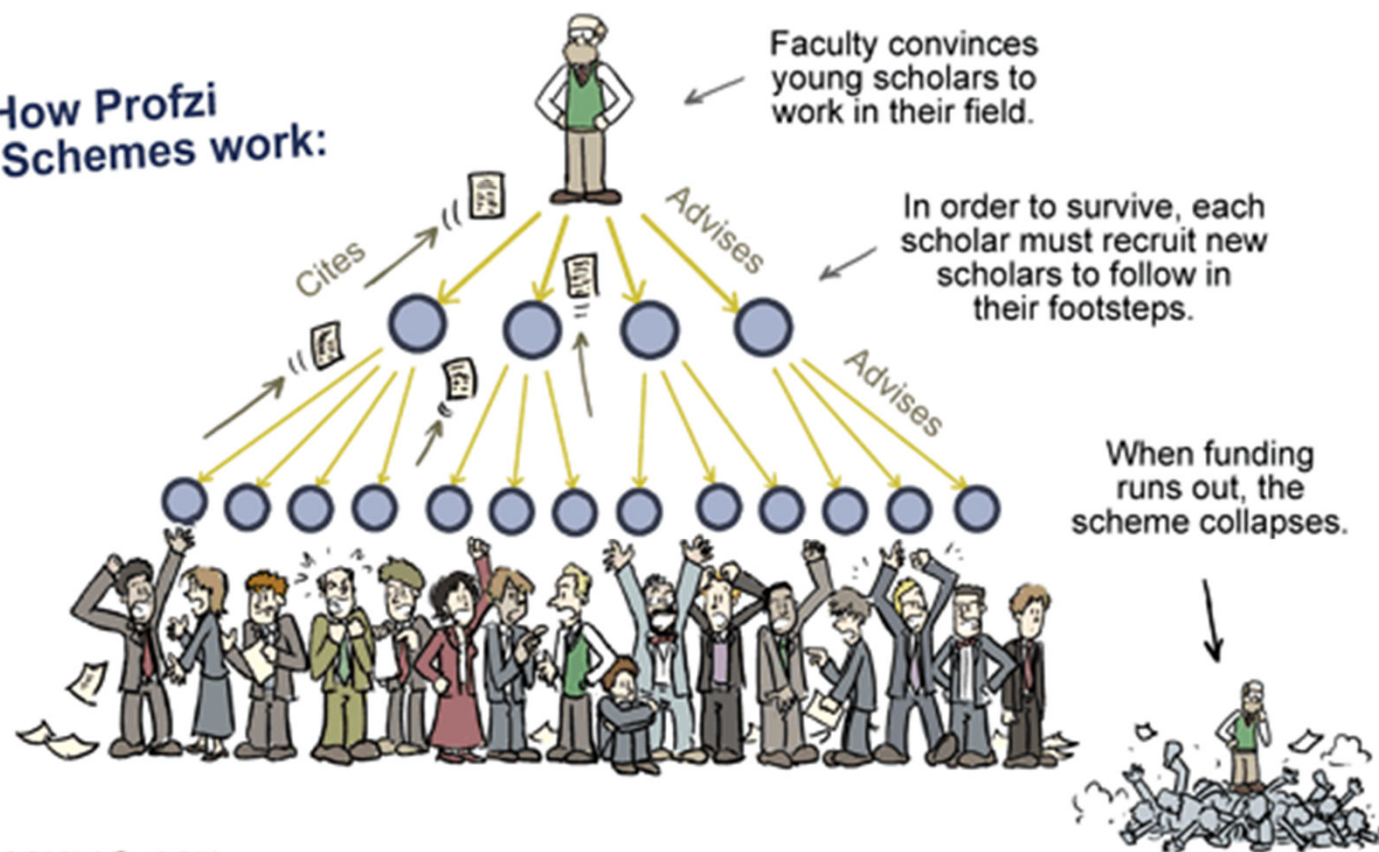 How Profzi
Schemes work:
Faculty convinces
young scholars to
work in their field.
Cites
Advises
In order to survive, each
scholar must recruit new
scholars to follow in
their footsteps.
Advises
When funding
runs out, the
scheme collapses.